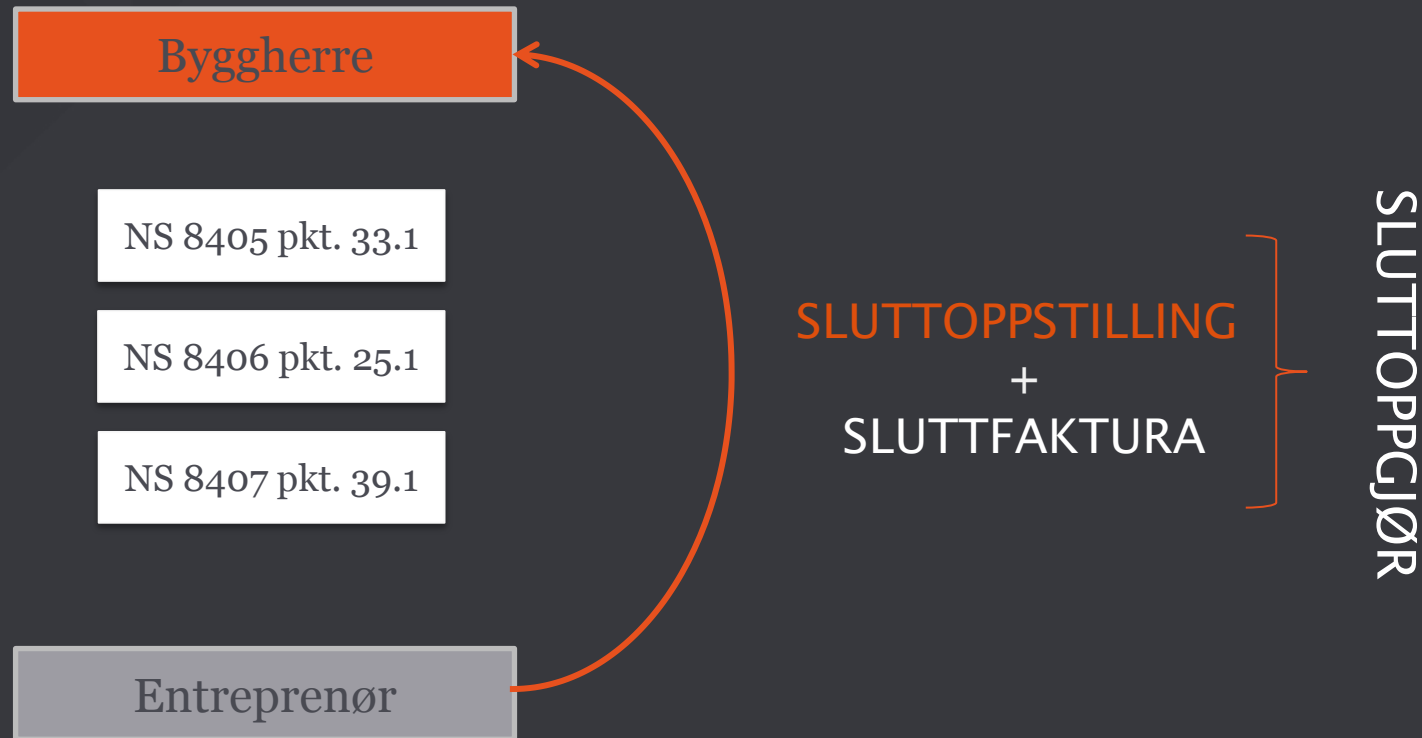 Byggherre
NS 8405 pkt. 33.1
NS 8406 pkt. 25.1
NS 8407 pkt. 39.1
Entreprenør
SLUTTOPPSTILLING
+
SLUTTFAKTURA
SLUTTOPPGJØR